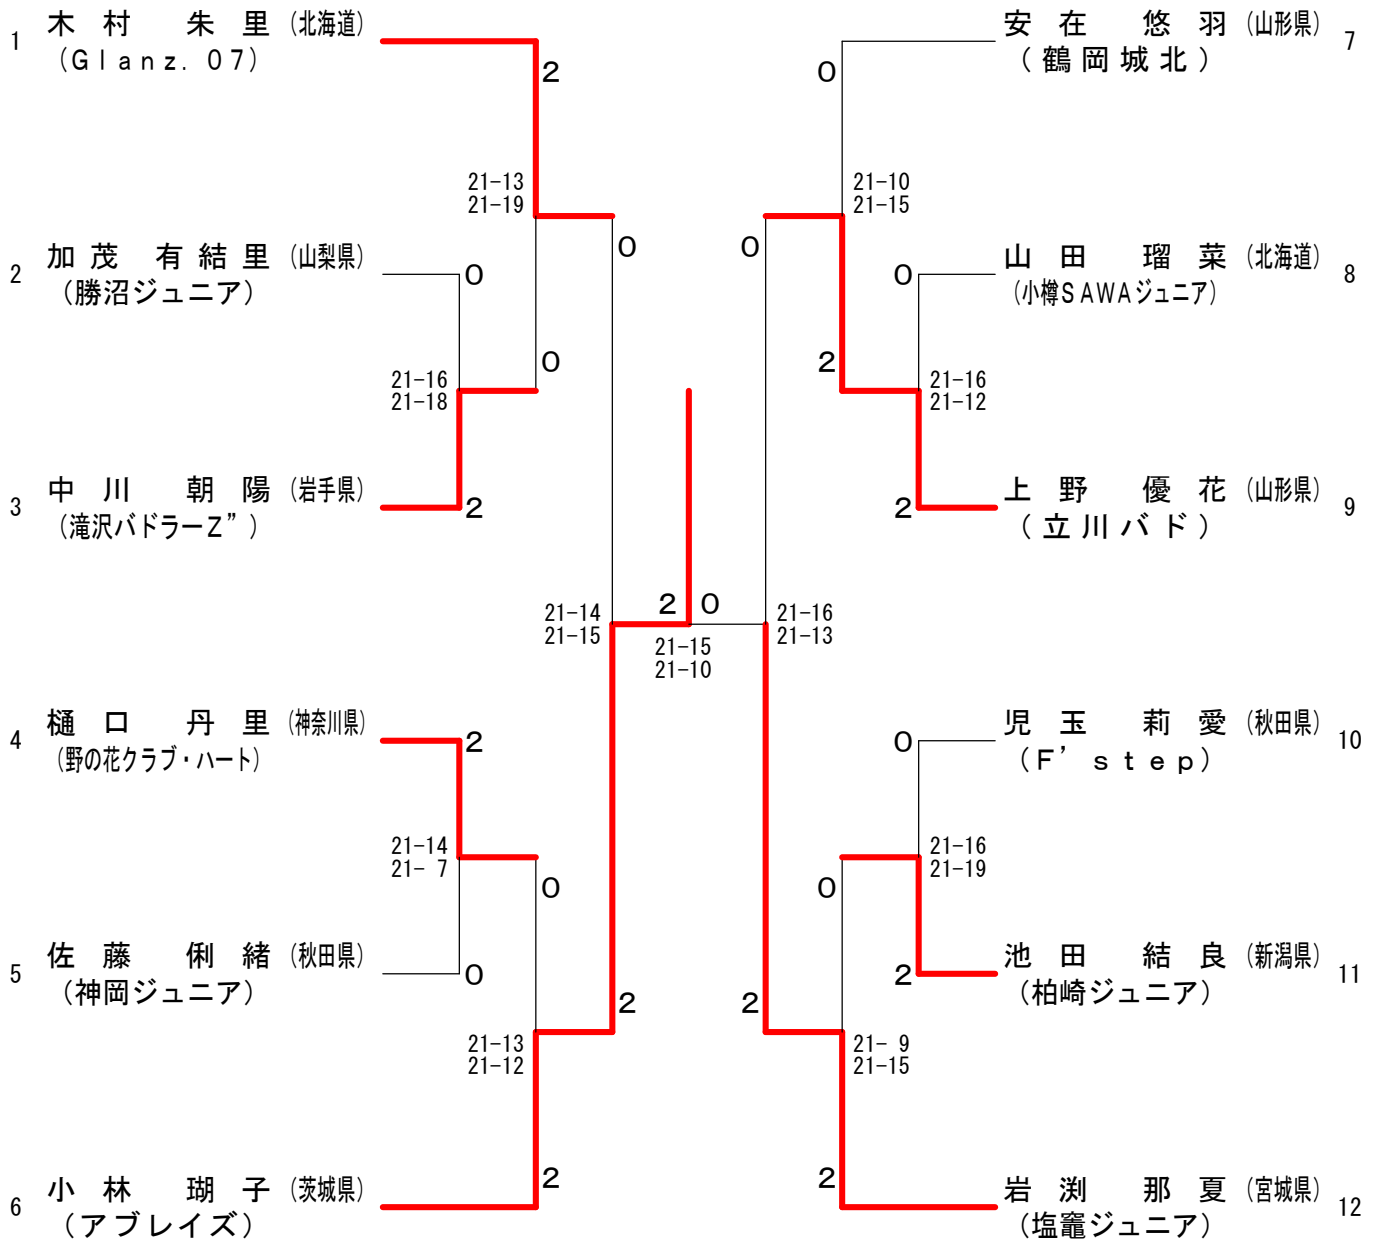 1 木村 朱里 (北海道)
(Glanz. 07)
2
21-13
21-19
0
2 加茂 有結里 (山梨県)
(勝沼ジュニア)
0
0
21-16
21-18
3 中川 朝陽 (岩手県)
(滝沢バドラーZ”)
2
21-14
21-15
2 0
21-15
21-10
4 樋口 丹里 (神奈川県)
(野の花クラブ・ハート)
2
21-14
21- 7
0
5 佐藤 俐緒 (秋田県)
(神岡ジュニア)
0
2
21-13
21-12
2
6 小林 瑚子 (茨城県)
(アブレイズ)
安在 悠羽 (山形県) 7
(鶴岡城北)
0
21-10
21-15
0
山田 瑠菜 (北海道) 8
(小樽SAWAジュニア)
0
2
21-16
21-12
上野 優花 (山形県) 9
(立川バド)
2
21-16
21-13
児玉 莉愛 (秋田県) 10
(F’step)
0
21-16
21-19
0
池田 結良 (新潟県) 11
(柏崎ジュニア)
2
2
21- 9
21-15
2
岩渕 那夏 (宮城県) 12
(塩竈ジュニア)